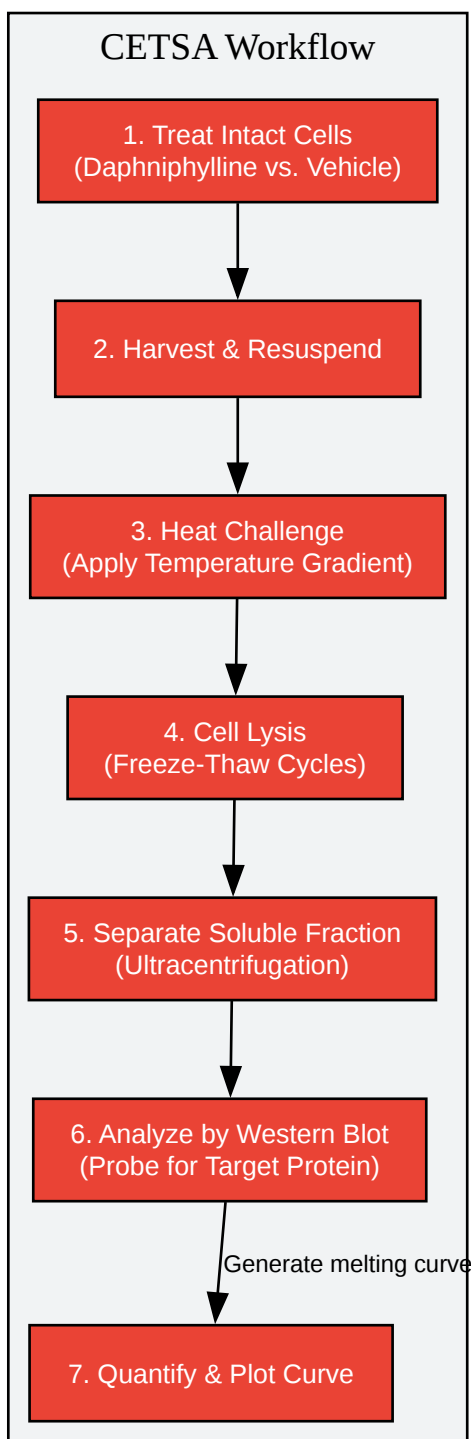 CETSA Workflow
1. Treat Intact Cells
(Daphniphylline vs. Vehicle)
2. Harvest & Resuspend
3. Heat Challenge
(Apply Temperature Gradient)
4. Cell Lysis
(Freeze-Thaw Cycles)
5. Separate Soluble Fraction
(Ultracentrifugation)
6. Analyze by Western Blot
(Probe for Target Protein)
Generate melting curve
7. Quantify & Plot Curve